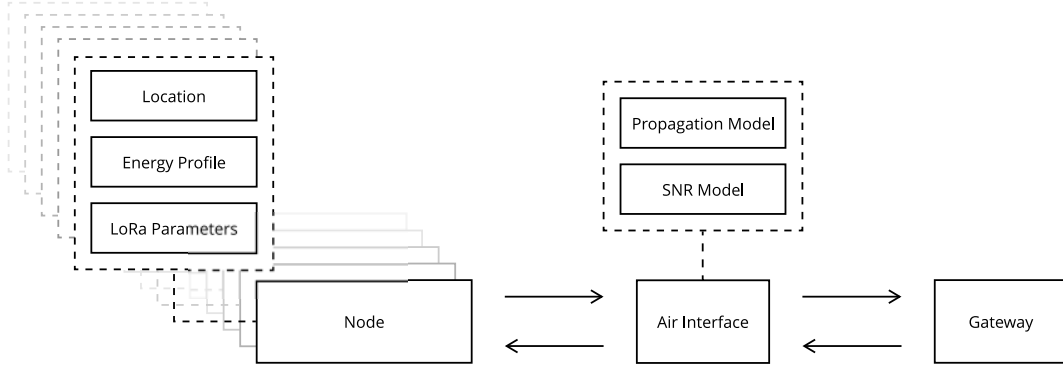 Location
Energy Profile
LoRa Parameters
Propagation Model
SNR Model
Node
Air Interface
Gateway